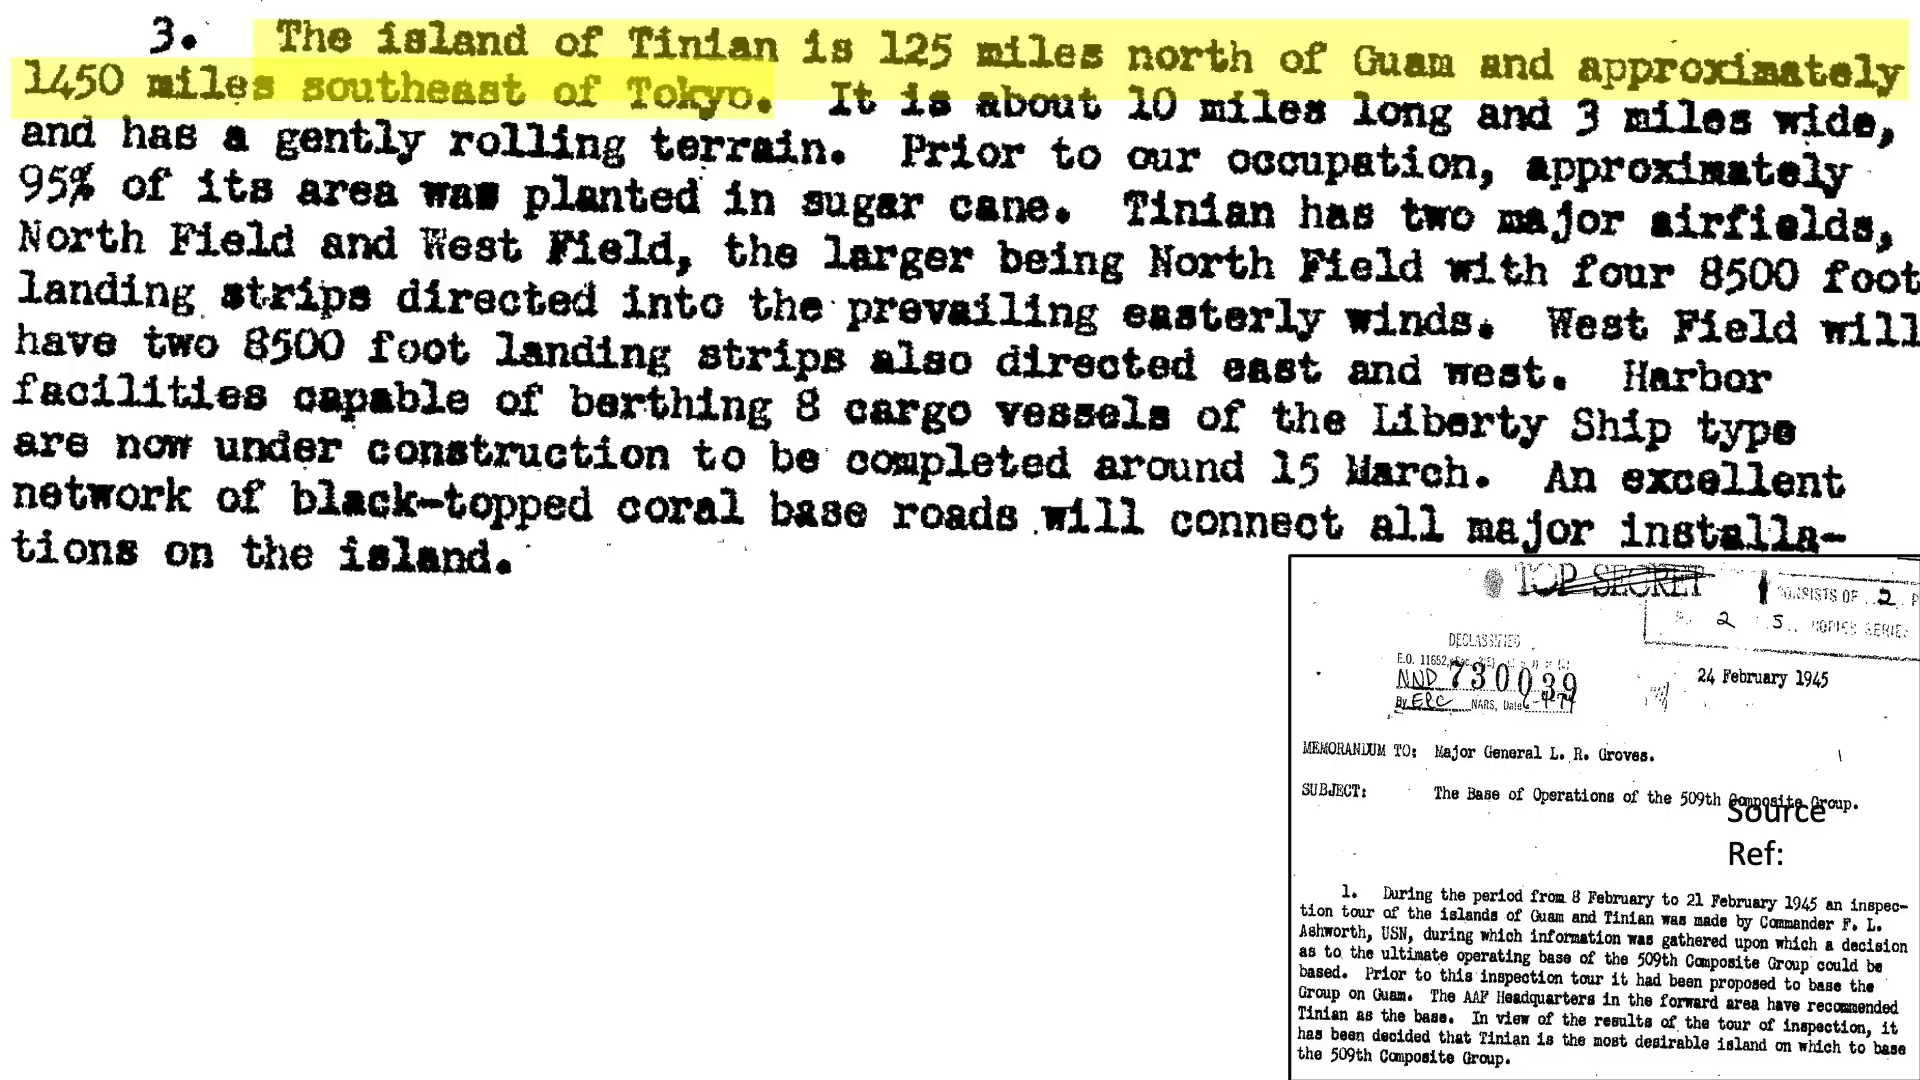 3. The island of Tinian is 125 miles north of Guam and approximately
1450 miles southeast of Tokyo. It is about 10 miles long and 3 miles wide,
and has a gently rolling terrain. Prior to our occupation, approximately
95% of its area was planted in sugar cane. Tinian has two major airfields,
North Field and West Field, the larger being North Field with four 8500 foot
landing strips directed into the prevailing easterly winds. West Field will
have two 8500 foot landing strips also directed east and west. Harbor
facilities capable of berthing 8 cargo vessels of the Liberty Ship type
are now under construction to be completed around 15 March. An excellent
network of black-topped coral base roads will connect all major installa-
tions on the island.
TOP SECRET
CONSISTS OF 2
2 5 COPIES SERIES
DECLASSIFIED
E.O. 11652,
NND 730039
By ERC NARS, Date
24 February 1945
MEMORANDUM TO: Major General L. R. Groves.
SUBJECT: The Base of Operations of the 509th Composite Group.
Source
Ref:
1. During the period from 8 February to 21 February 1945 an inspec-
tion tour of the islands of Guam and Tinian was made by Commander F. L.
Ashworth, USN, during which information was gathered upon which a decision
as to the ultimate operating base of the 509th Composite Group could be
based. Prior to this inspection tour it had been proposed to base the
Group on Guam. The AAF Headquarters in the forward area have recommended
Tinian as the base. In view of the results of the tour of inspection, it
has been decided that Tinian is the most desirable island on which to base
the 509th Composite Group.